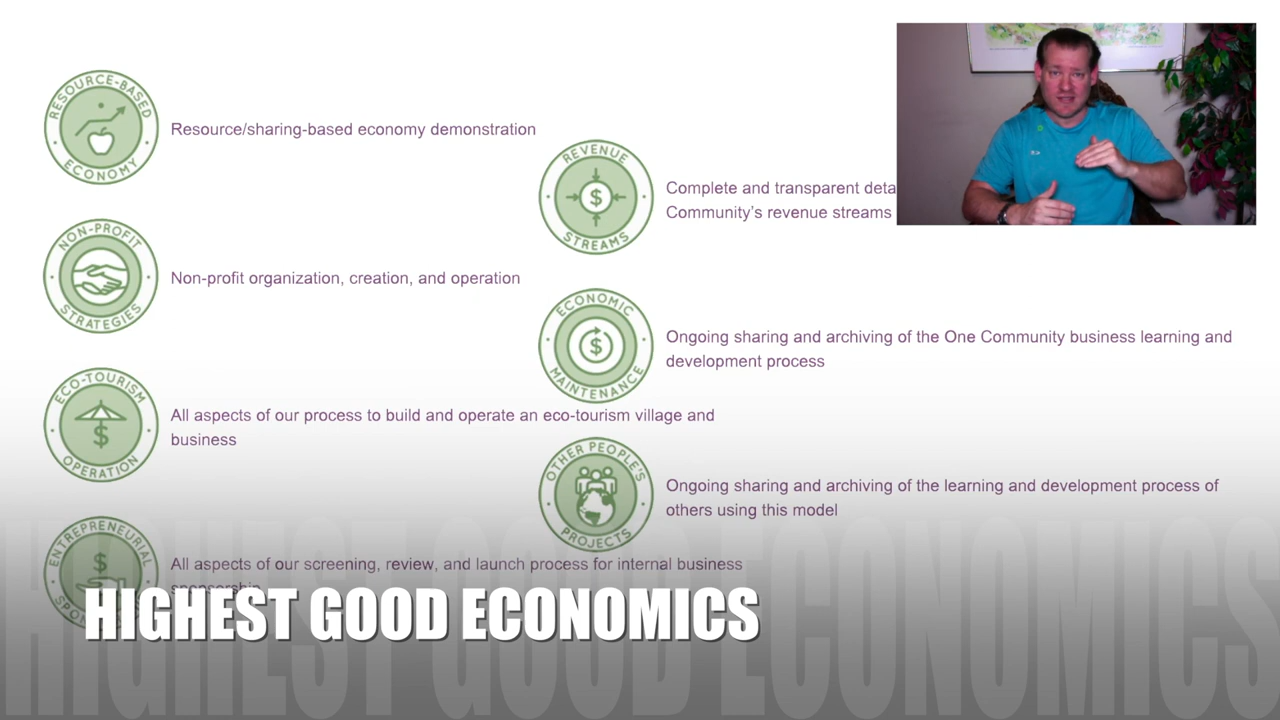 RESOURCE-BASED
ECONOMY
Resource/sharing-based economy demonstration
REVENUE
STREAMS
Complete and transparent deta
Community's revenue streams
NON-PROFIT
STRATEGIES
Non-profit organization, creation, and operation
ECONOMIC
MAINTENANCE
Ongoing sharing and archiving of the One Community business learning and
development process
ECO-TOURISM
OPERATION
All aspects of our process to build and operate an eco-tourism village and
business
OTHER PEOPLE'S
PROJECTS
Ongoing sharing and archiving of the learning and development process of
others using this model
ENTREPRENEURIAL
All aspects of our screening, review, and launch process for internal business
sponsorship
HIGHEST GOOD ECONOMICS
HIGHEST GOOD ECONOMICS